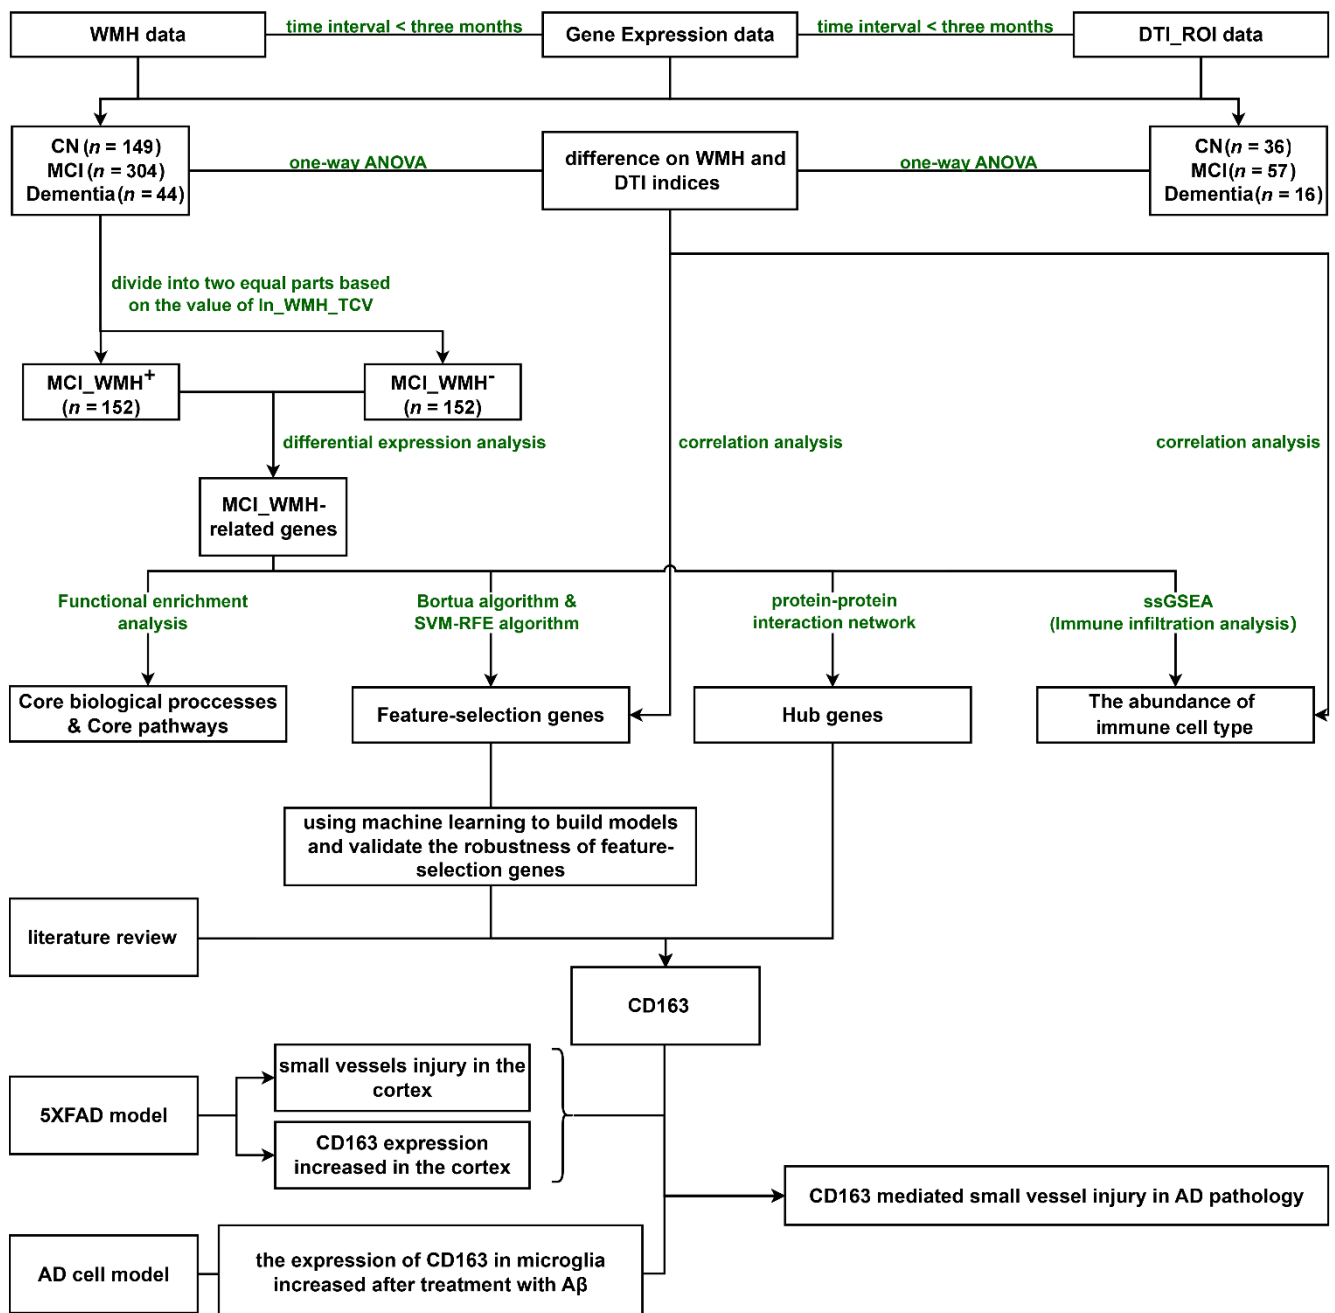 WMH data
time interval < three months
Gene Expression data
time interval < three months
DTI_ROI data
CN (n = 149)
MCI (n = 304)
Dementia (n = 44)
one-way ANOVA
difference on WMH and
DTI indices
one-way ANOVA
CN (n = 36)
MCI (n = 57)
Dementia (n = 16)
divide into two equal parts based
on the value of ln_WMH_TCV
MCI_WMH⁺
(n = 152)
MCI_WMH⁻
(n = 152)
differential expression analysis
correlation analysis
correlation analysis
MCI_WMH-
related genes
Functional enrichment
analysis
Bortua algorithm &
SVM-RFE algorithm
protein-protein
interaction network
ssGSEA
(Immune infiltration analysis)
Core biological proccesses
& Core pathways
Feature-selection genes
Hub genes
The abundance of
immune cell type
using machine learning to build models
and validate the robustness of feature-
selection genes
literature review
CD163
5XFAD model
small vessels injury in the
cortex
CD163 expression
increased in the cortex
CD163 mediated small vessel injury in AD pathology
AD cell model
the expression of CD163 in microglia
increased after treatment with Aβ